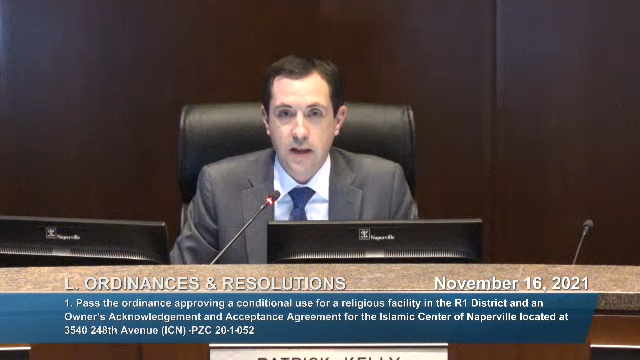 Naperville
Naperville
L. ORDINANCES & RESOLUTIONS November 16, 2021
1. Pass the ordinance approving a conditional use for a religious facility in the R1 District and an
Owner's Acknowledgement and Acceptance Agreement for the Islamic Center of Naperville located at
3540 248th Avenue (ICN) -PZC 20-1-052
PATRICK KELLY